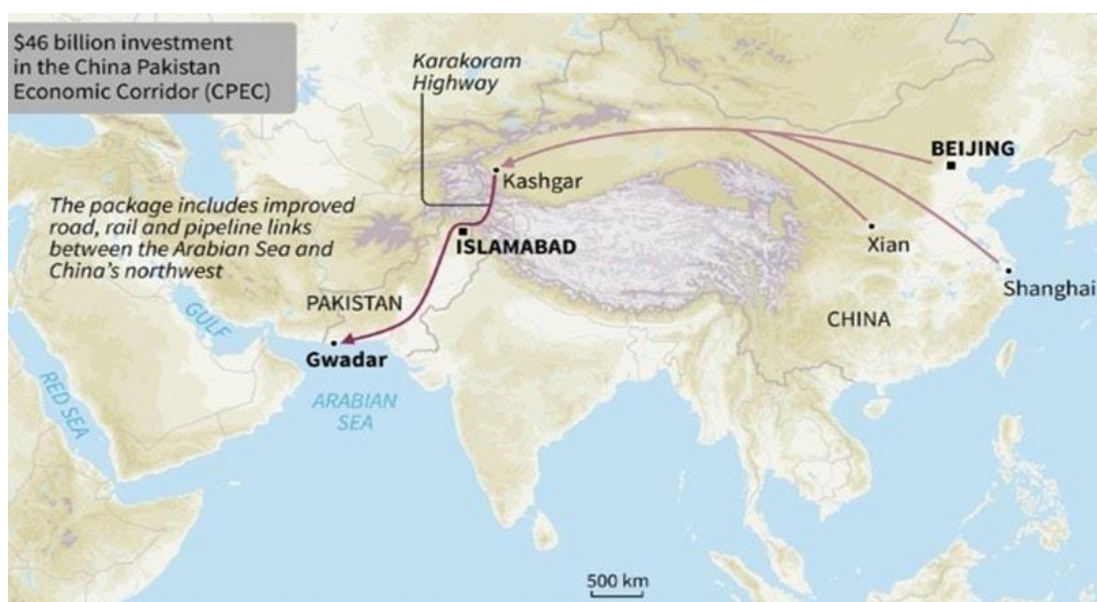 $46 billion investment
in the China Pakistan
Economic Corridor (CPEC)
Karakoram
Highway
BEIJING
Kashgar
The package includes improved
road, rail and pipeline links
between the Arabian Sea and
China's northwest
ISLAMABAD
Xian
Shanghai
PAKISTAN
CHINA
GULF
Gwadar
RED SEA
ARABIAN
SEA
500 km